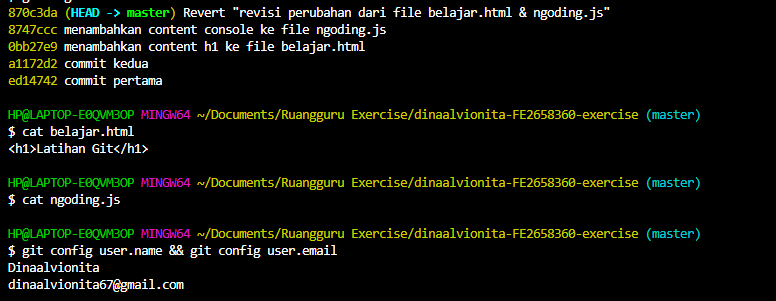 870c3da (HEAD -> master) Revert "revisi perubahan dari file belajar.html & ngoding.js"
8747ccc menambahkan content console ke file ngoding.js
0bb27e9 menambahkan content h1 ke file belajar.html
a1172d2 commit kedua
ed14742 commit pertama
HP@LAPTOP-E0QVM3OP MINGW64 ~/Documents/Ruangguru Exercise/dinaalvionita-FE2658360-exercise (master)
$ cat belajar.html
<h1>Latihan Git</h1>
HP@LAPTOP-E0QVM3OP MINGW64 ~/Documents/Ruangguru Exercise/dinaalvionita-FE2658360-exercise (master)
$ cat ngoding.js
HP@LAPTOP-E0QVM3OP MINGW64 ~/Documents/Ruangguru Exercise/dinaalvionita-FE2658360-exercise (master)
$ git config user.name && git config user.email
Dinaalvionita
dinaalvionita67@gmail.com